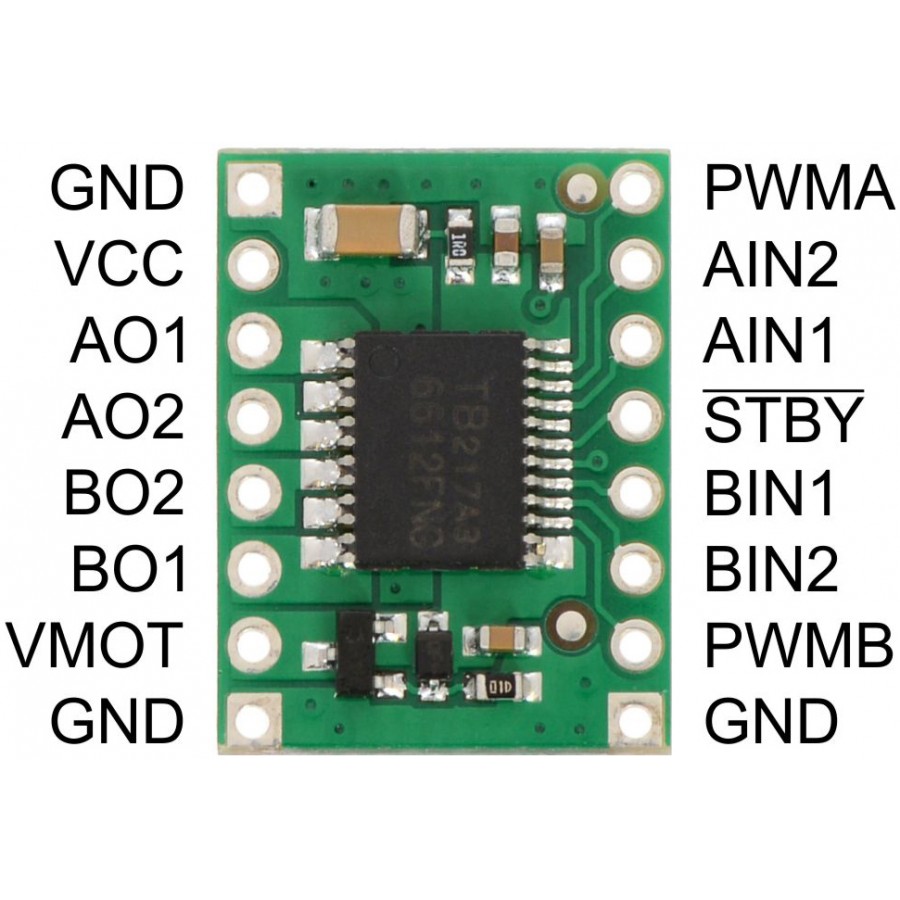 GND
VCC
AO1
AO2
BO2
BO1
VMOT
GND
PWMA
AIN2
AIN1
STBY
BIN1
BIN2
PWMB
GND
1R0
TB217A3
6612FNG
01D